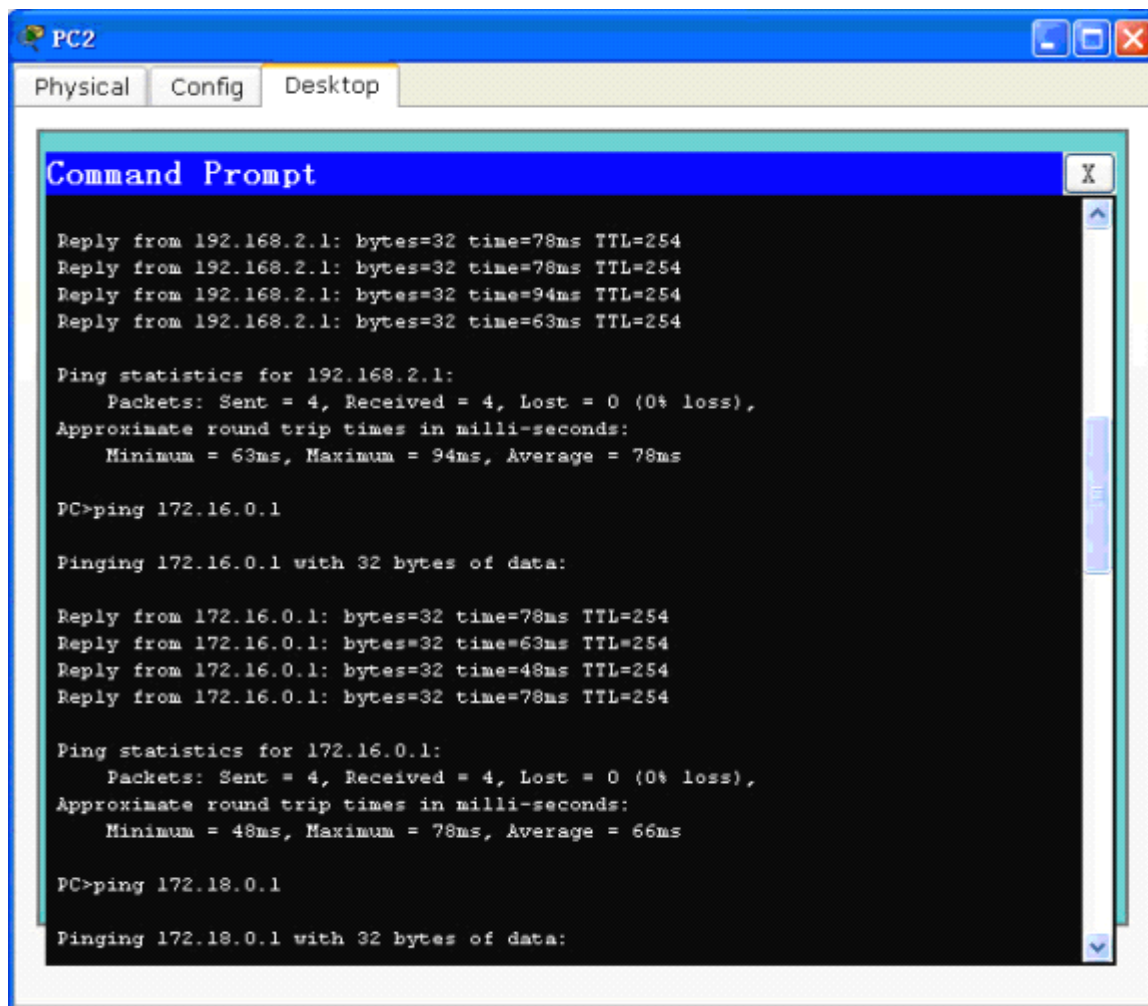 PC2
Physical Config Desktop
Command Prompt
X
Reply from 192.168.2.1: bytes=32 time=78ms TTL=254
Reply from 192.168.2.1: bytes=32 time=78ms TTL=254
Reply from 192.168.2.1: bytes=32 time=94ms TTL=254
Reply from 192.168.2.1: bytes=32 time=63ms TTL=254
Ping statistics for 192.168.2.1:
Packets: Sent = 4, Received = 4, Lost = 0 (0% loss),
Approximate round trip times in milli-seconds:
Minimum = 63ms, Maximum = 94ms, Average = 78ms
PC>ping 172.16.0.1
Pinging 172.16.0.1 with 32 bytes of data:
Reply from 172.16.0.1: bytes=32 time=78ms TTL=254
Reply from 172.16.0.1: bytes=32 time=63ms TTL=254
Reply from 172.16.0.1: bytes=32 time=48ms TTL=254
Reply from 172.16.0.1: bytes=32 time=78ms TTL=254
Ping statistics for 172.16.0.1:
Packets: Sent = 4, Received = 4, Lost = 0 (0% loss),
Approximate round trip times in milli-seconds:
Minimum = 48ms, Maximum = 78ms, Average = 66ms
PC>ping 172.18.0.1
Pinging 172.18.0.1 with 32 bytes of data: